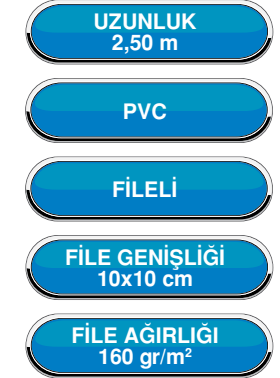 UZUNLUK
2,50 m
PVC
FİLELİ
FİLE GENİŞLİĞİ
10x10 cm
FİLE AĞIRLIĞI
160 gr/m²